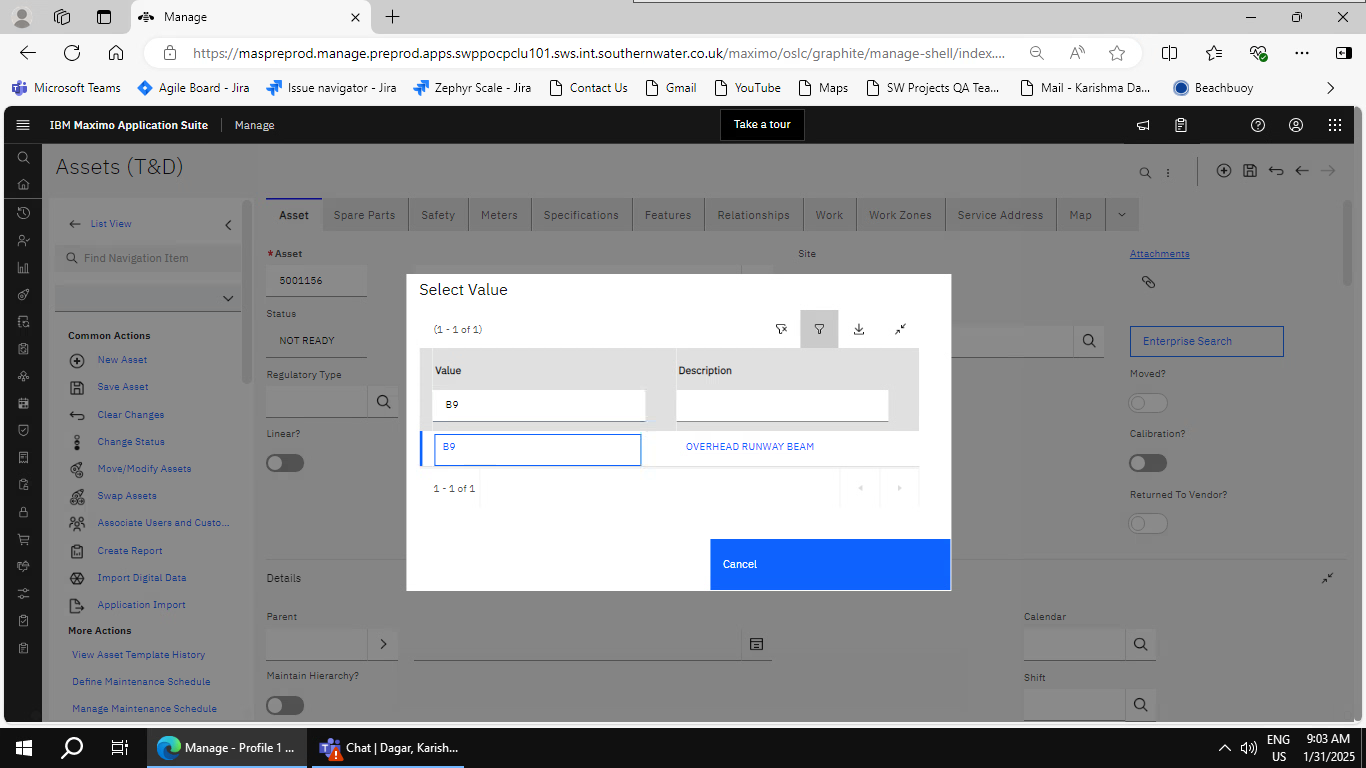 Manage
https://maspreprod.manage.preprod.apps.swppocpclu101.sws.int.southernwater.co.uk/maximo/oslc/graphite/manage-shell/index....
Microsoft Teams
Agile Board - Jira
Issue navigator - Jira
Zephyr Scale - Jira
Contact Us
Gmail
YouTube
Maps
SW Projects QA Tea...
Mail - Karishma Da...
Beachbuoy
IBM Maximo Application Suite
Manage
Take a tour
Assets (T&D)
List View
Find Navigation Item
Common Actions
New Asset
Save Asset
Clear Changes
Change Status
Move/Modify Assets
Swap Assets
Associate Users and Custo...
Create Report
Import Digital Data
Application Import
More Actions
View Asset Template History
Define Maintenance Schedule
Manage Maintenance Schedule
Asset
Spare Parts
Safety
Meters
Specifications
Features
Relationships
Work
Work Zones
Service Address
Map
*Asset
5001156
Site
Attachments
Status
NOT READY
Enterprise Search
Regulatory Type
Moved?
Linear?
Calibration?
Returned To Vendor?
Select Value
(1 - 1 of 1)
Value
Description
B9
B9
OVERHEAD RUNWAY BEAM
1 - 1 of 1
Cancel
Details
Parent
Calendar
Maintain Hierarchy?
Shift
Manage - Profile 1 ...
Chat | Dagar, Karish...
ENG
US
9:03 AM
1/31/2025